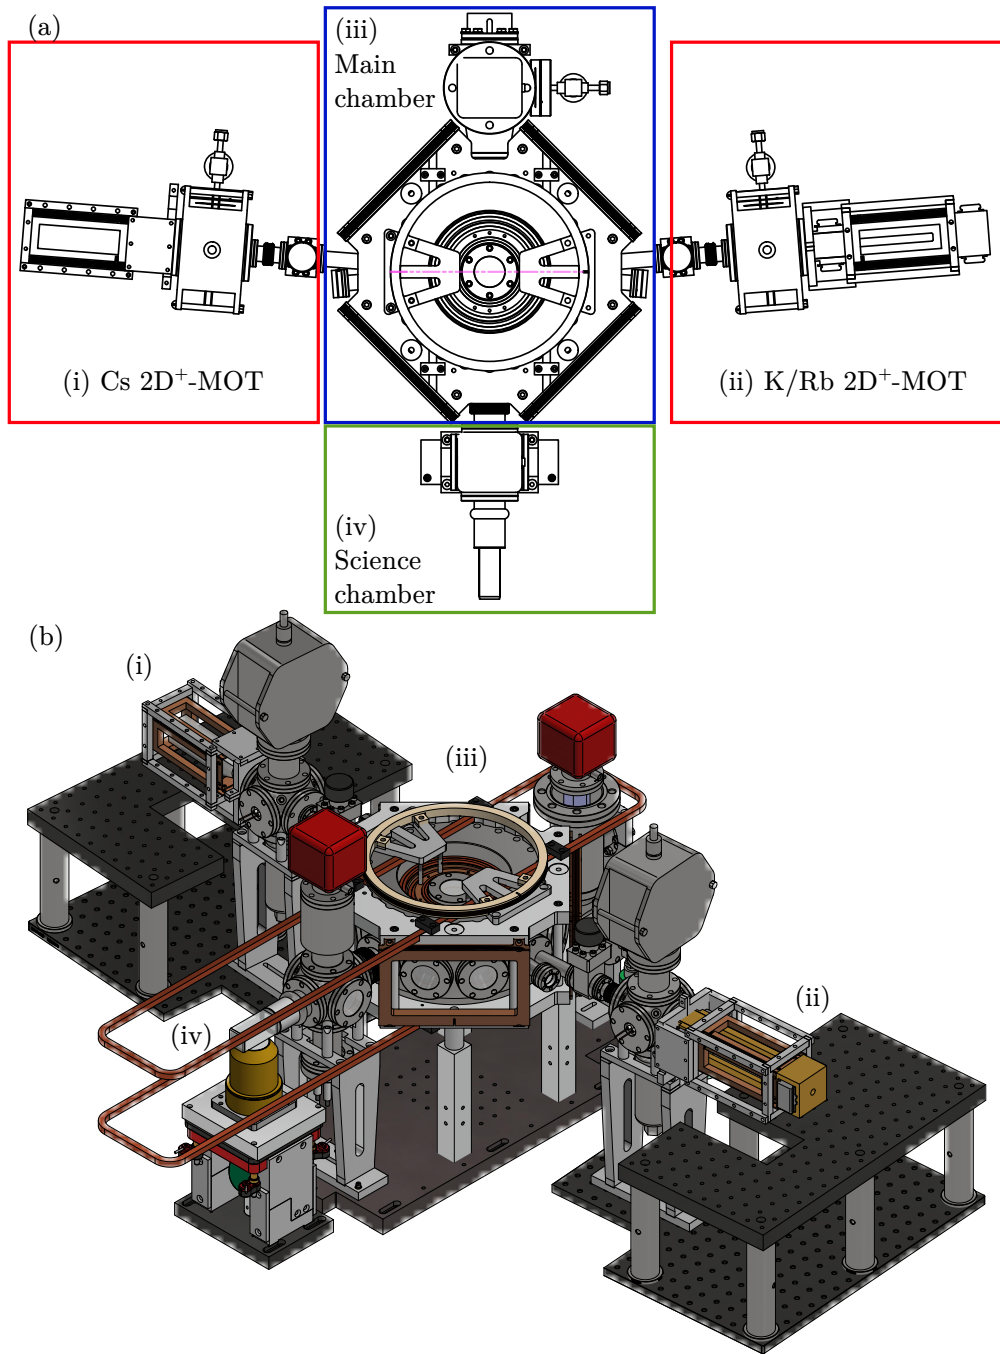 (a)
(iii)
Main
chamber
(i) Cs 2D⁺-MOT
(ii) K/Rb 2D⁺-MOT
(iv)
Science
chamber
(b)
(i)
(iii)
(ii)
(iv)